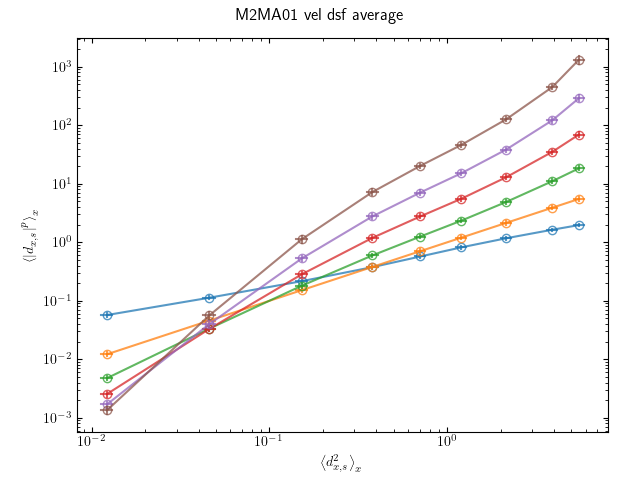 M2MA01 vel dsf average
10³
10²
10¹
10⁰
10⁻¹
10⁻²
10⁻³
⟨|d_{x,s}|^p⟩_x
10⁻² 10⁻¹ 10⁰
⟨d²_{x,s}⟩_x